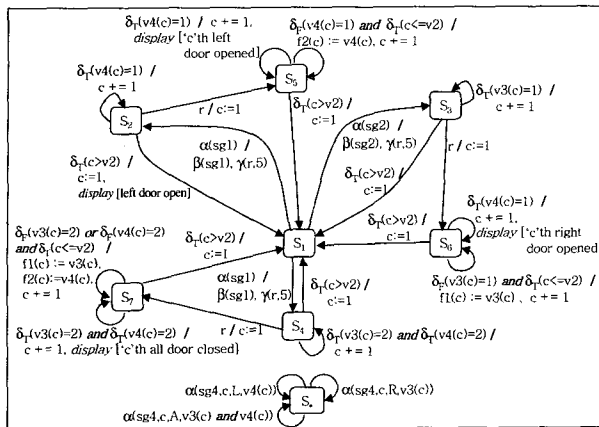 δT(v4(c)=1) / c += 1,
display ['c'th left
door opened]
δF(v4(c)=1) and δT(c<=v2) /
f2(c) := v4(c), c += 1
S5
δT(v4(c)=1) /
c += 1
S2
r / c:=1
δT(c>v2) /
c:=1
δT(v3(c)=1) /
c += 1
S3
α(sg1) /
β(sg1), γ(r,5)
α(sg2) /
β(sg2), γ(r,5)
r / c:=1
δT(c>v2) /
c:=1,
display [left door open]
δT(c>v2) /
c:=1
δT(v4(c)=1) /
c += 1,
display ['c'th right
door opened
δF(v3(c)=2) or δF(v4(c)=2)
and δT(c<=v2) /
f1(c) := v3(c),
f2(c):=v4(c),
c += 1
δT(c>v2) /
c:=1
S1
δT(c>v2) /
c:=1
S6
α(sg1) /
β(sg1), γ(r,5)
δT(c>v2) /
c:=1
δF(v3(c)=1) and δT(c<=v2) /
f1(c) := v3(c) , c += 1
S7
S4
r / c:=1
δT(v3(c)=2) and δT(v4(c)=2) /
c += 1, display ['c'th all door closed}
δT(v3(c)=2) and δT(v4(c)=2) /
c += 1
α(sg4,c,L,v4(c))
S*
α(sg4,c,R,v3(c))
α(sg4,c,A,v3(c) and v4(c))